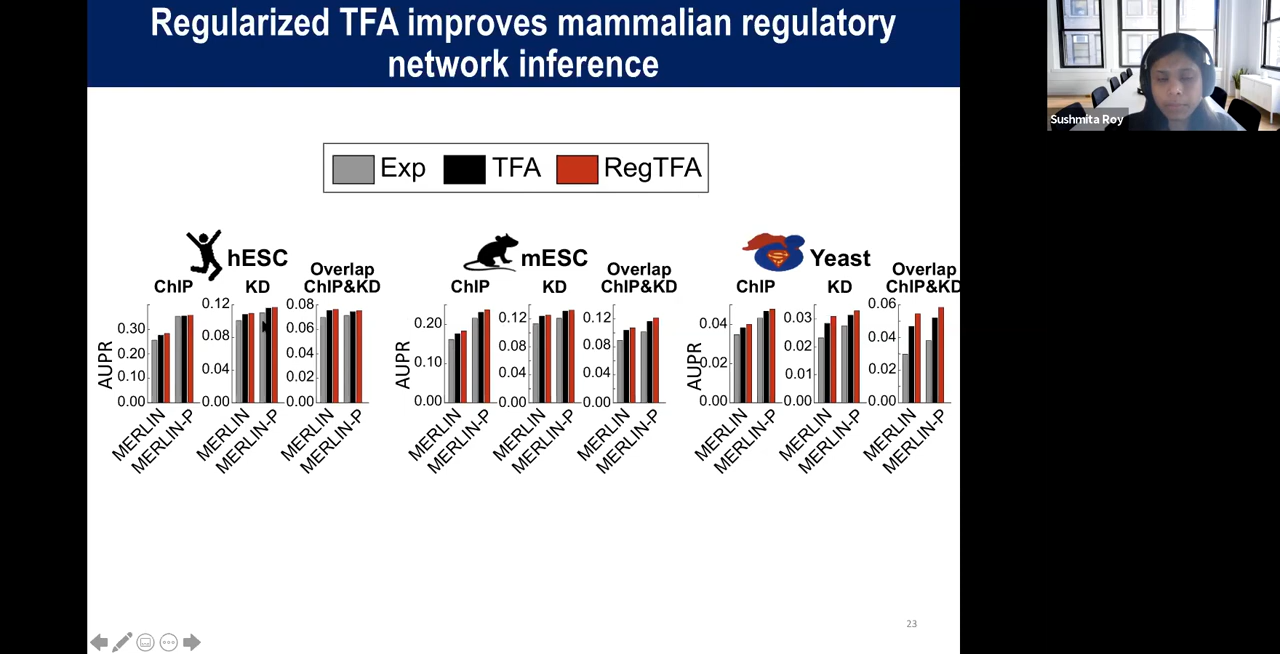 Regularized TFA improves mammalian regulatory
network inference
Sushmita Roy
Exp TFA RegTFA
hESC
ChIP
KD
Overlap
ChIP&KD
AUPR
0.30
0.20
0.10
0.00
0.12
0.08
0.04
0.00
0.08
0.06
0.04
0.02
0.00
MERLIN
MERLIN-P
MERLIN
MERLIN-P
MERLIN
MERLIN-P
mESC
ChIP
KD
Overlap
ChIP&KD
AUPR
0.20
0.10
0.00
0.12
0.08
0.04
0.00
0.12
0.08
0.04
0.00
MERLIN
MERLIN-P
MERLIN
MERLIN-P
MERLIN
MERLIN-P
Yeast
ChIP
KD
Overlap
ChIP&KD
AUPR
0.04
0.02
0.00
0.03
0.02
0.01
0.00
0.06
0.04
0.02
0.00
MERLIN
MERLIN-P
MERLIN
MERLIN-P
MERLIN
MERLIN-P
23